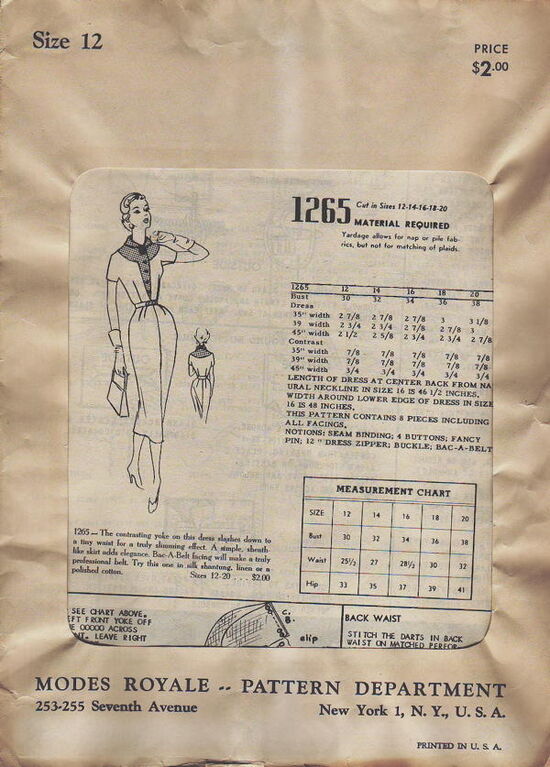 Size 12
PRICE
$2.00
1265 Cut in Sizes 12-14-16-18-20
MATERIAL REQUIRED
Yardage allows for nap or pile fab-
rics, but not for matching of plaids.
1265 12 14 16 18 20
Bust 30 32 34 36 38
Dress
35" width 2 7/8 2 7/8 2 7/8 3 3 1/8
39" width 2 3/4 2 3/4 2 7/8 2 7/8 3
45" width 2 1/2 2 5/8 2 3/4 2 3/4 2 7/8
Contrast
35" width 7/8 7/8 7/8 7/8 7/8
39" width 7/8 7/8 7/8 7/8 7/8
45" width 3/4 3/4 3/4 3/4 3/4
LENGTH OF DRESS AT CENTER BACK FROM NA
URAL NECKLINE IN SIZE 16 IS 46 1/2 INCHES.
WIDTH AROUND LOWER EDGE OF DRESS IN SIZE
16 IS 48 INCHES.
THIS PATTERN CONTAINS 8 PIECES INCLUDING
ALL FACINGS.
NOTIONS: SEAM BINDING; 4 BUTTONS; FANCY
PIN; 12 " DRESS ZIPPER; BUCKLE; BAC-A-BELT
MEASUREMENT CHART
SIZE 12 14 16 18 20
Bust 30 32 34 36 38
Waist 25½ 27 28½ 30 32
Hip 33 35 37 39 41
1265 — The contrasting yoke on this dress slashes down to
a tiny waist for a truly slimming effect. A simple, sheath-
like skirt adds elegance. Bac-A-Belt facing will make a truly
professional belt. Try this one in silk shantung, linen or a
polished cotton. Sizes 12-20 . . . . $2.00
SEE CHART ABOVE.
FT FRONT YOKE OFF
E OOOOO ACROSS
. LEAVE RIGHT
C.
B.
slip
BACK WAIST
STITCH THE DARTS IN BACK
WAIST ON MATCHED PERFOR-
MODES ROYALE -- PATTERN DEPARTMENT
253-255 Seventh Avenue New York 1, N. Y., U. S. A.
PRINTED IN U. S. A.